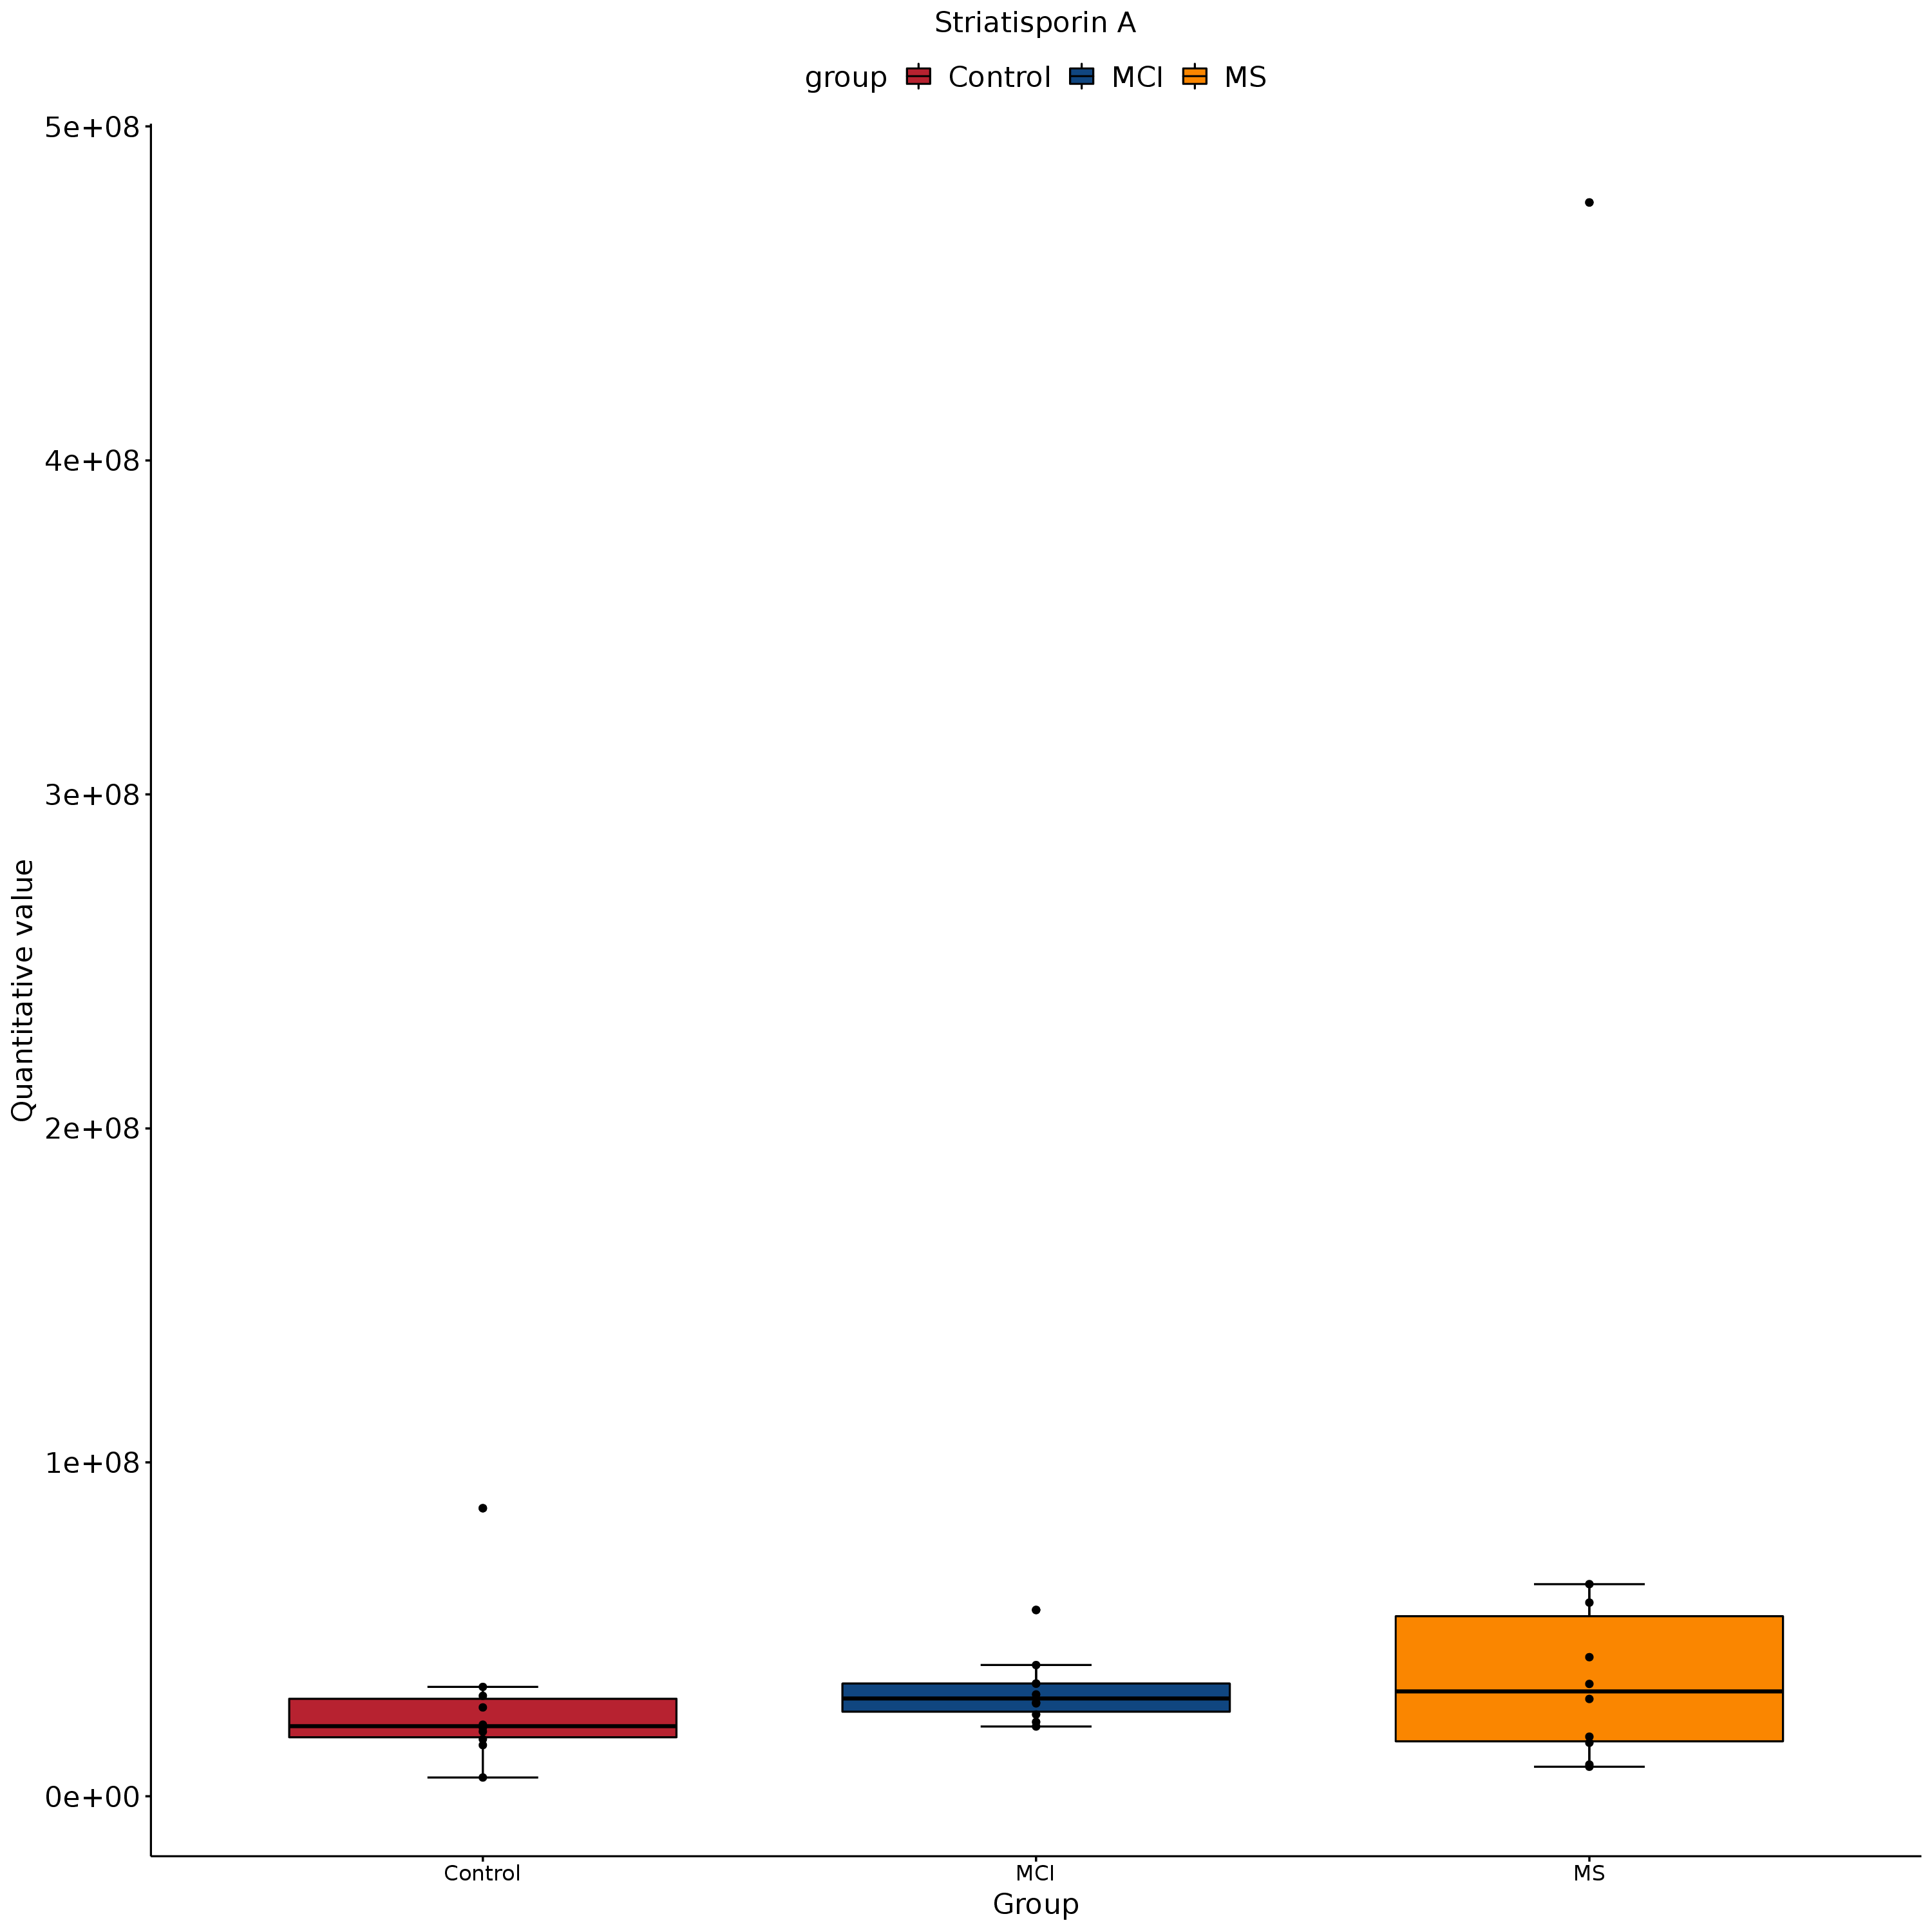 Striatisporin A
group Control MCI MS
5e+08
4e+08
3e+08
2e+08
1e+08
0e+00
Quantitative value
Control MCI MS
Group